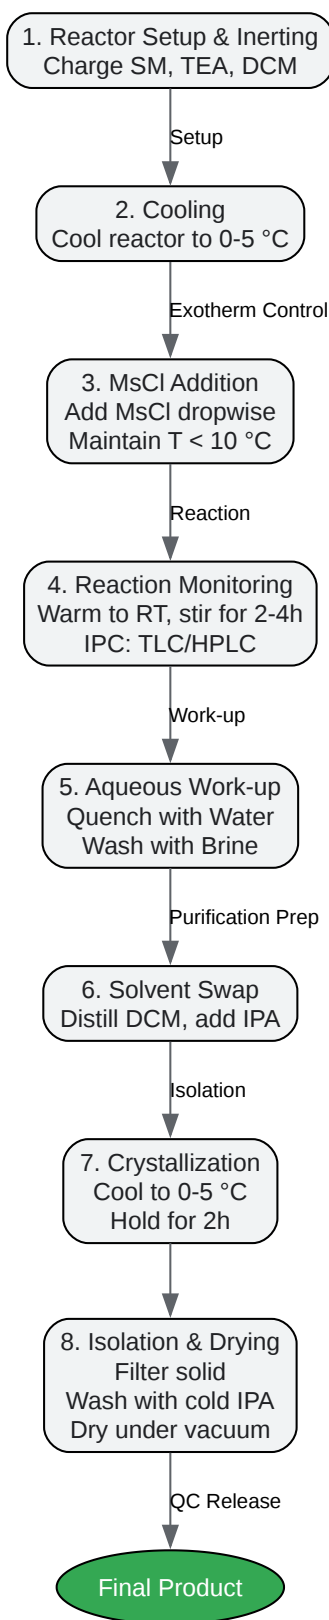 1. Reactor Setup & Inerting
Charge SM, TEA, DCM
Setup
2. Cooling
Cool reactor to 0-5 °C
Exotherm Control
3. MsCl Addition
Add MsCl dropwise
Maintain T < 10 °C
Reaction
4. Reaction Monitoring
Warm to RT, stir for 2-4h
IPC: TLC/HPLC
Work-up
5. Aqueous Work-up
Quench with Water
Wash with Brine
Purification Prep
6. Solvent Swap
Distill DCM, add IPA
Isolation
7. Crystallization
Cool to 0-5 °C
Hold for 2h
8. Isolation & Drying
Filter solid
Wash with cold IPA
Dry under vacuum
QC Release
Final Product